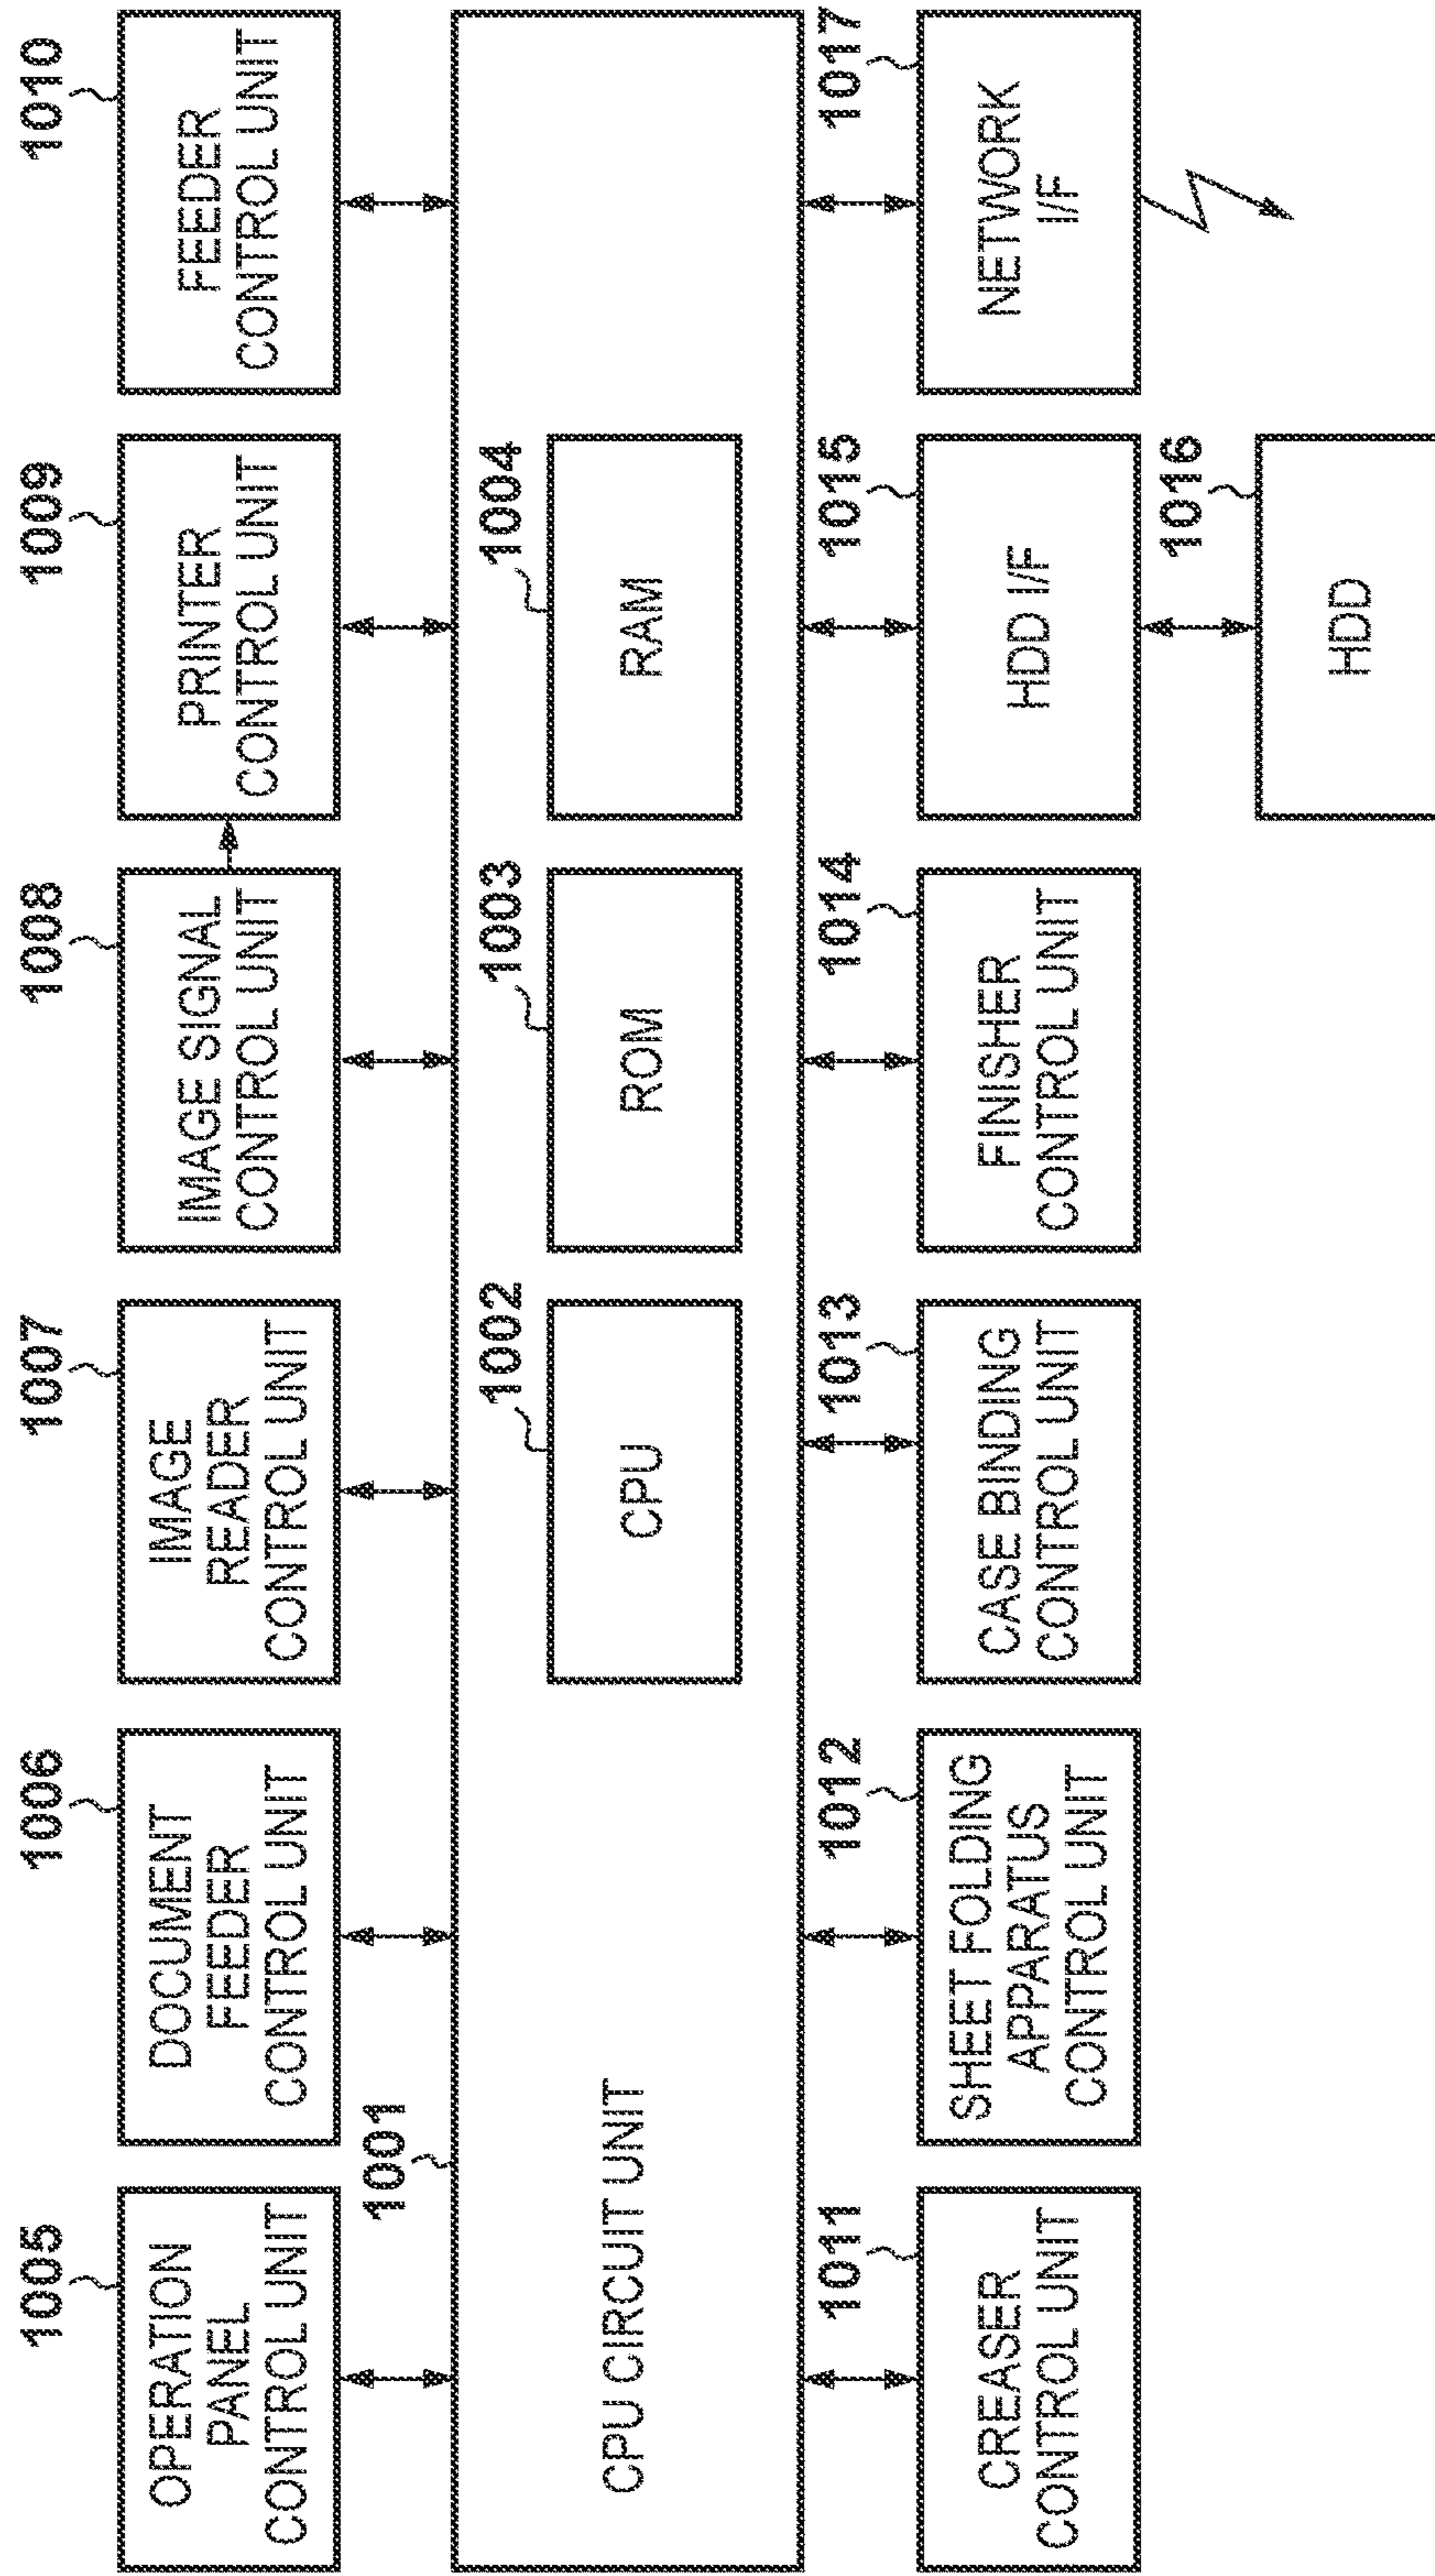 1005
OPERATION
PANEL
CONTROL UNIT
1006
DOCUMENT
FEEDER
CONTROL UNIT
1007
IMAGE
READER
CONTROL UNIT
1008
IMAGE SIGNAL
CONTROL UNIT
1009
PRINTER
CONTROL UNIT
1010
FEEDER
CONTROL UNIT
1001
CPU CIRCUIT UNIT
1002
CPU
1003
ROM
1004
RAM
1011
CREASER
CONTROL UNIT
1012
SHEET FOLDING
APPARATUS
CONTROL UNIT
1013
CASE BINDING
CONTROL UNIT
1014
FINISHER
CONTROL UNIT
1015
HDD I/F
1017
NETWORK
I/F
1016
HDD